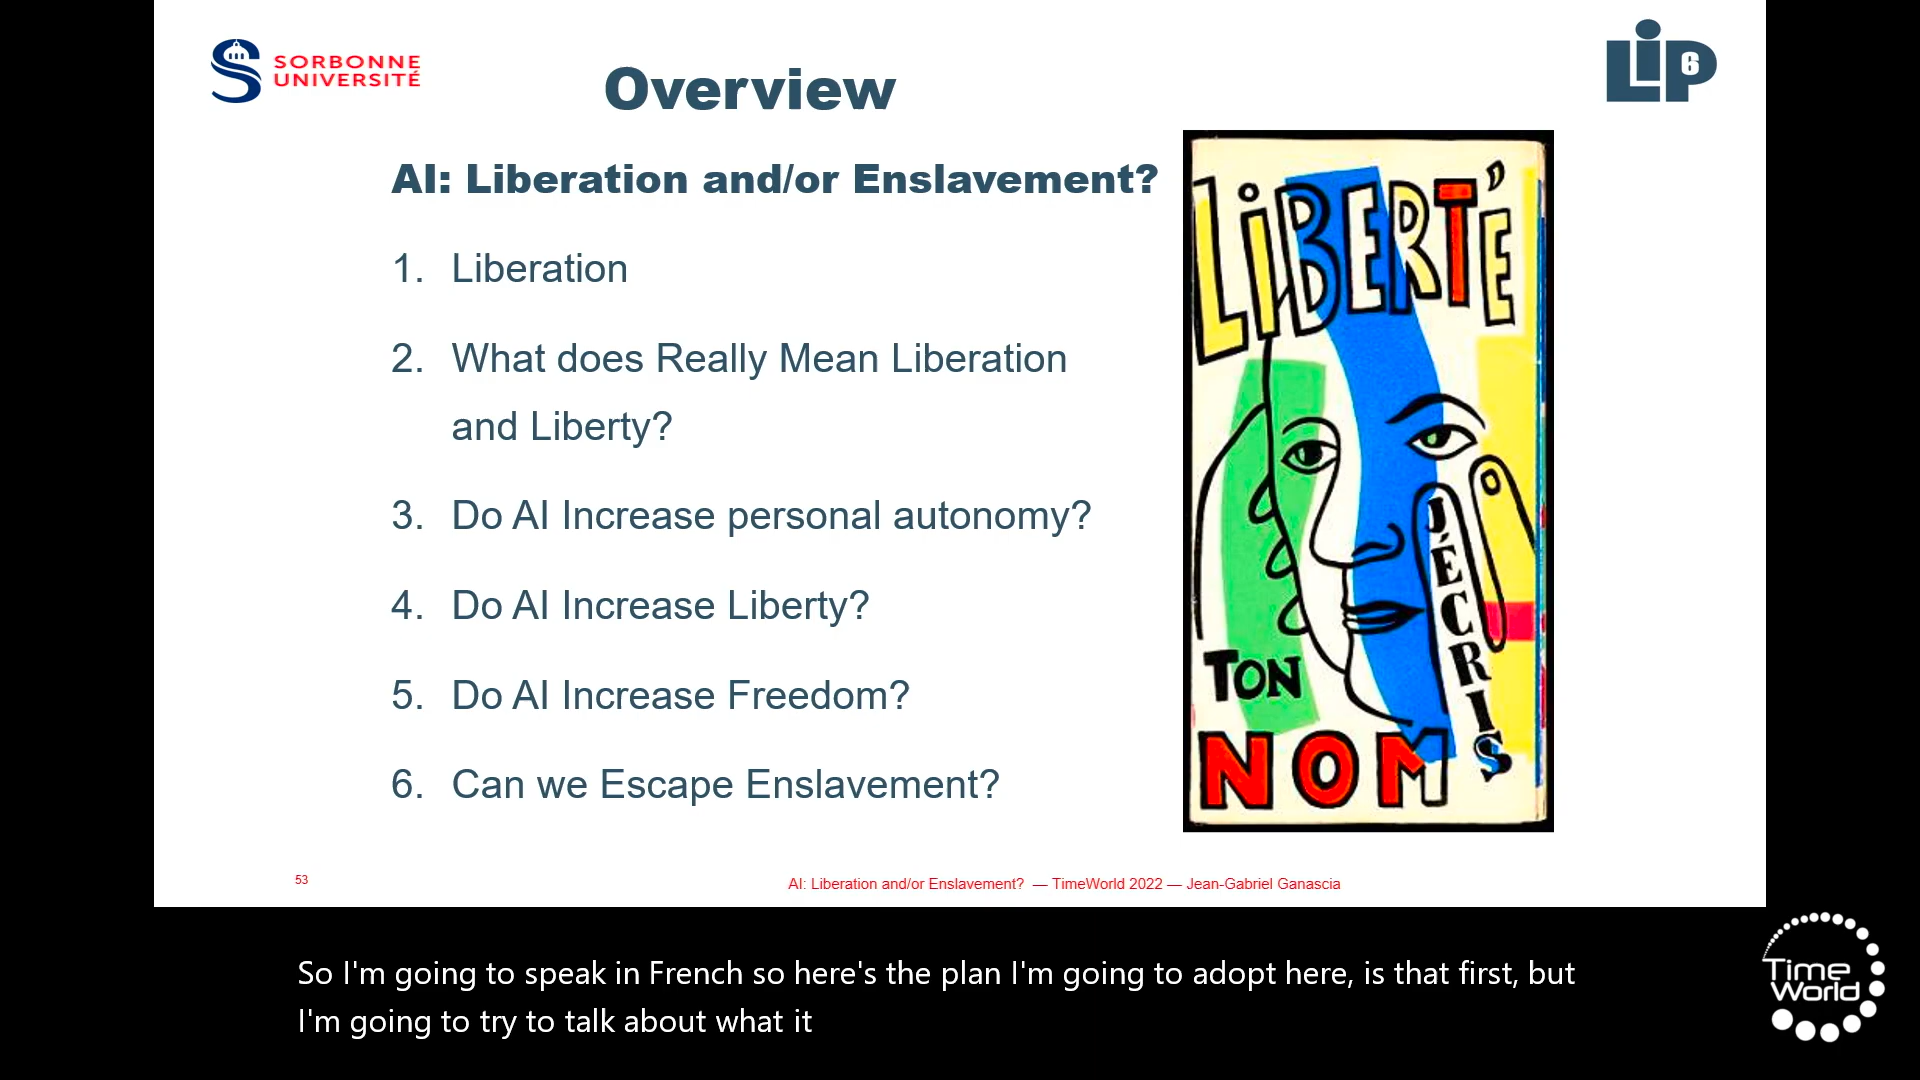 SORBONNE
UNIVERSITÉ
Overview
LiP6
AI: Liberation and/or Enslavement?
1. Liberation
2. What does Really Mean Liberation
and Liberty?
3. Do AI Increase personal autonomy?
4. Do AI Increase Liberty?
5. Do AI Increase Freedom?
6. Can we Escape Enslavement?
LiBERTÉ
J'ÉCRIS
TON
NOM
53
AI: Liberation and/or Enslavement? — TimeWorld 2022 — Jean-Gabriel Ganascia
So I'm going to speak in French so here's the plan I'm going to adopt here, is that first, but
I'm going to try to talk about what it
Time
World